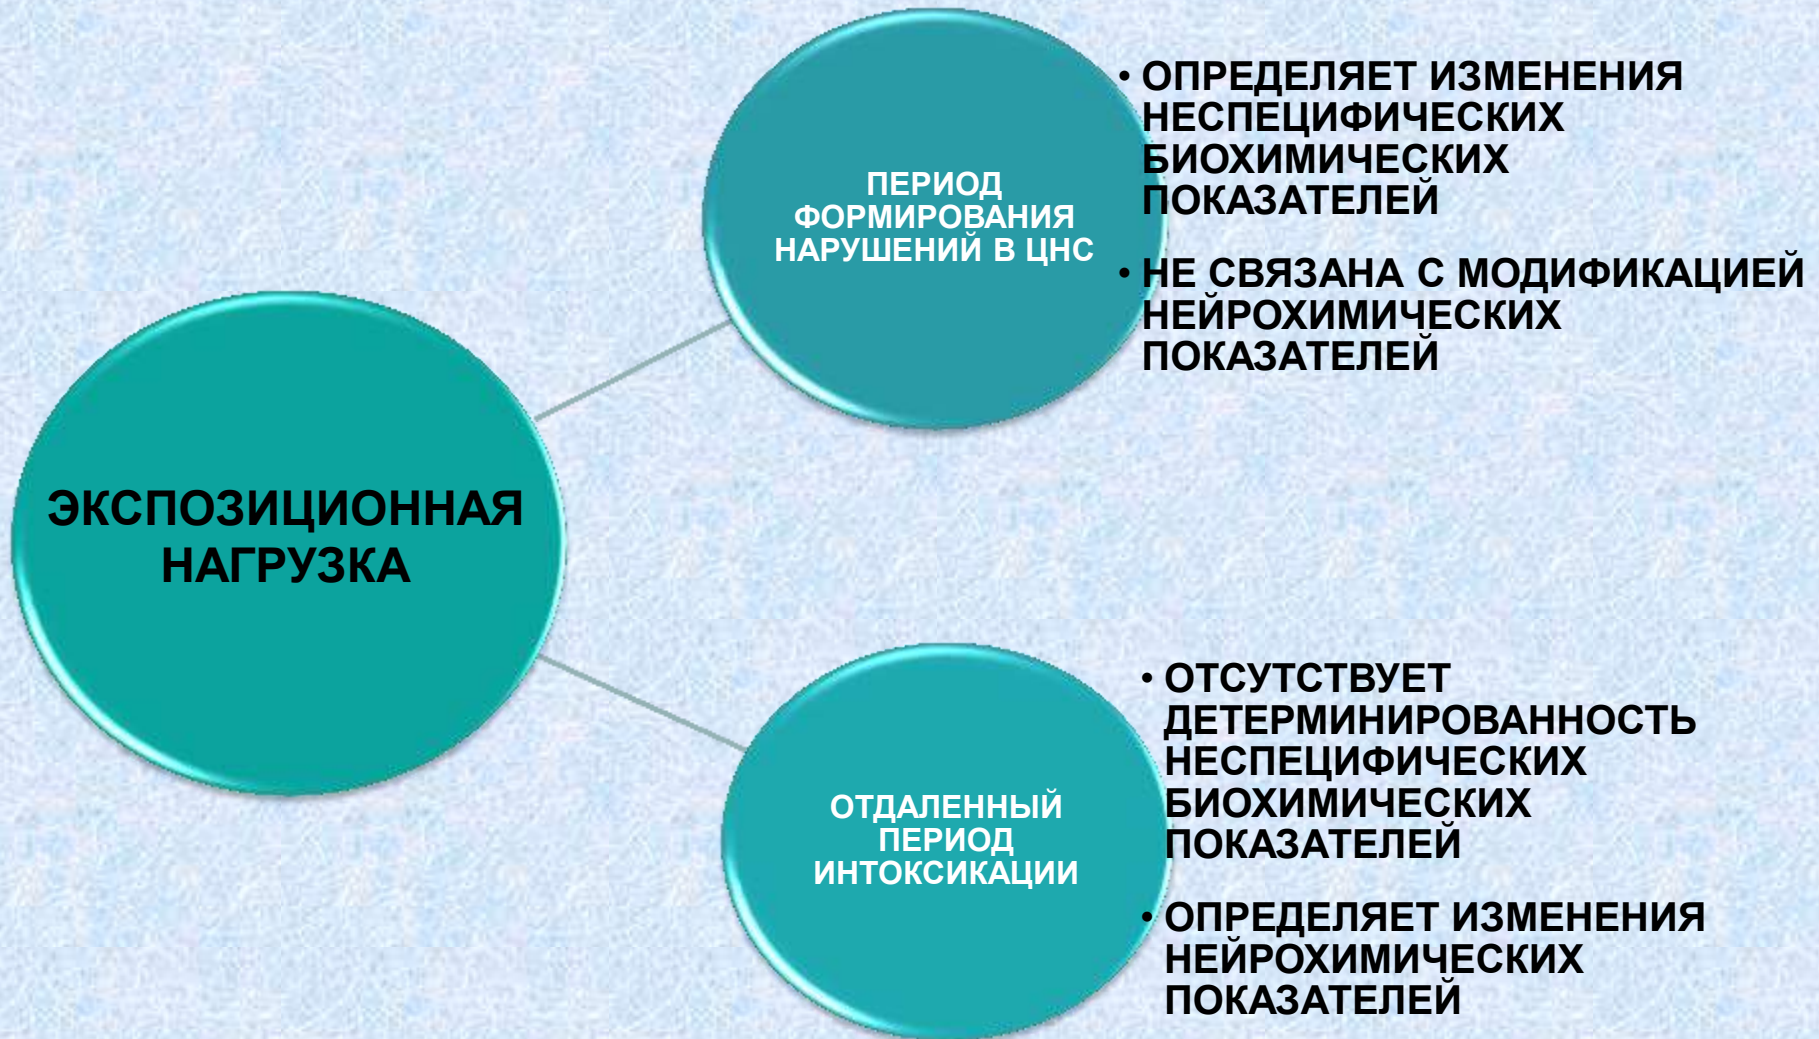 ЭКСПОЗИЦИОННАЯ
НАГРУЗКА
ПЕРИОД
ФОРМИРОВАНИЯ
НАРУШЕНИЙ В ЦНС
• ОПРЕДЕЛЯЕТ ИЗМЕНЕНИЯ
НЕСПЕЦИФИЧЕСКИХ
БИОХИМИЧЕСКИХ
ПОКАЗАТЕЛЕЙ
• НЕ СВЯЗАНА С МОДИФИКАЦИЕЙ
НЕЙРОХИМИЧЕСКИХ
ПОКАЗАТЕЛЕЙ
ОТДАЛЕННЫЙ
ПЕРИОД
ИНТОКСИКАЦИИ
• ОТСУТСТВУЕТ
ДЕТЕРМИНИРОВАННОСТЬ
НЕСПЕЦИФИЧЕСКИХ
БИОХИМИЧЕСКИХ
ПОКАЗАТЕЛЕЙ
• ОПРЕДЕЛЯЕТ ИЗМЕНЕНИЯ
НЕЙРОХИМИЧЕСКИХ
ПОКАЗАТЕЛЕЙ